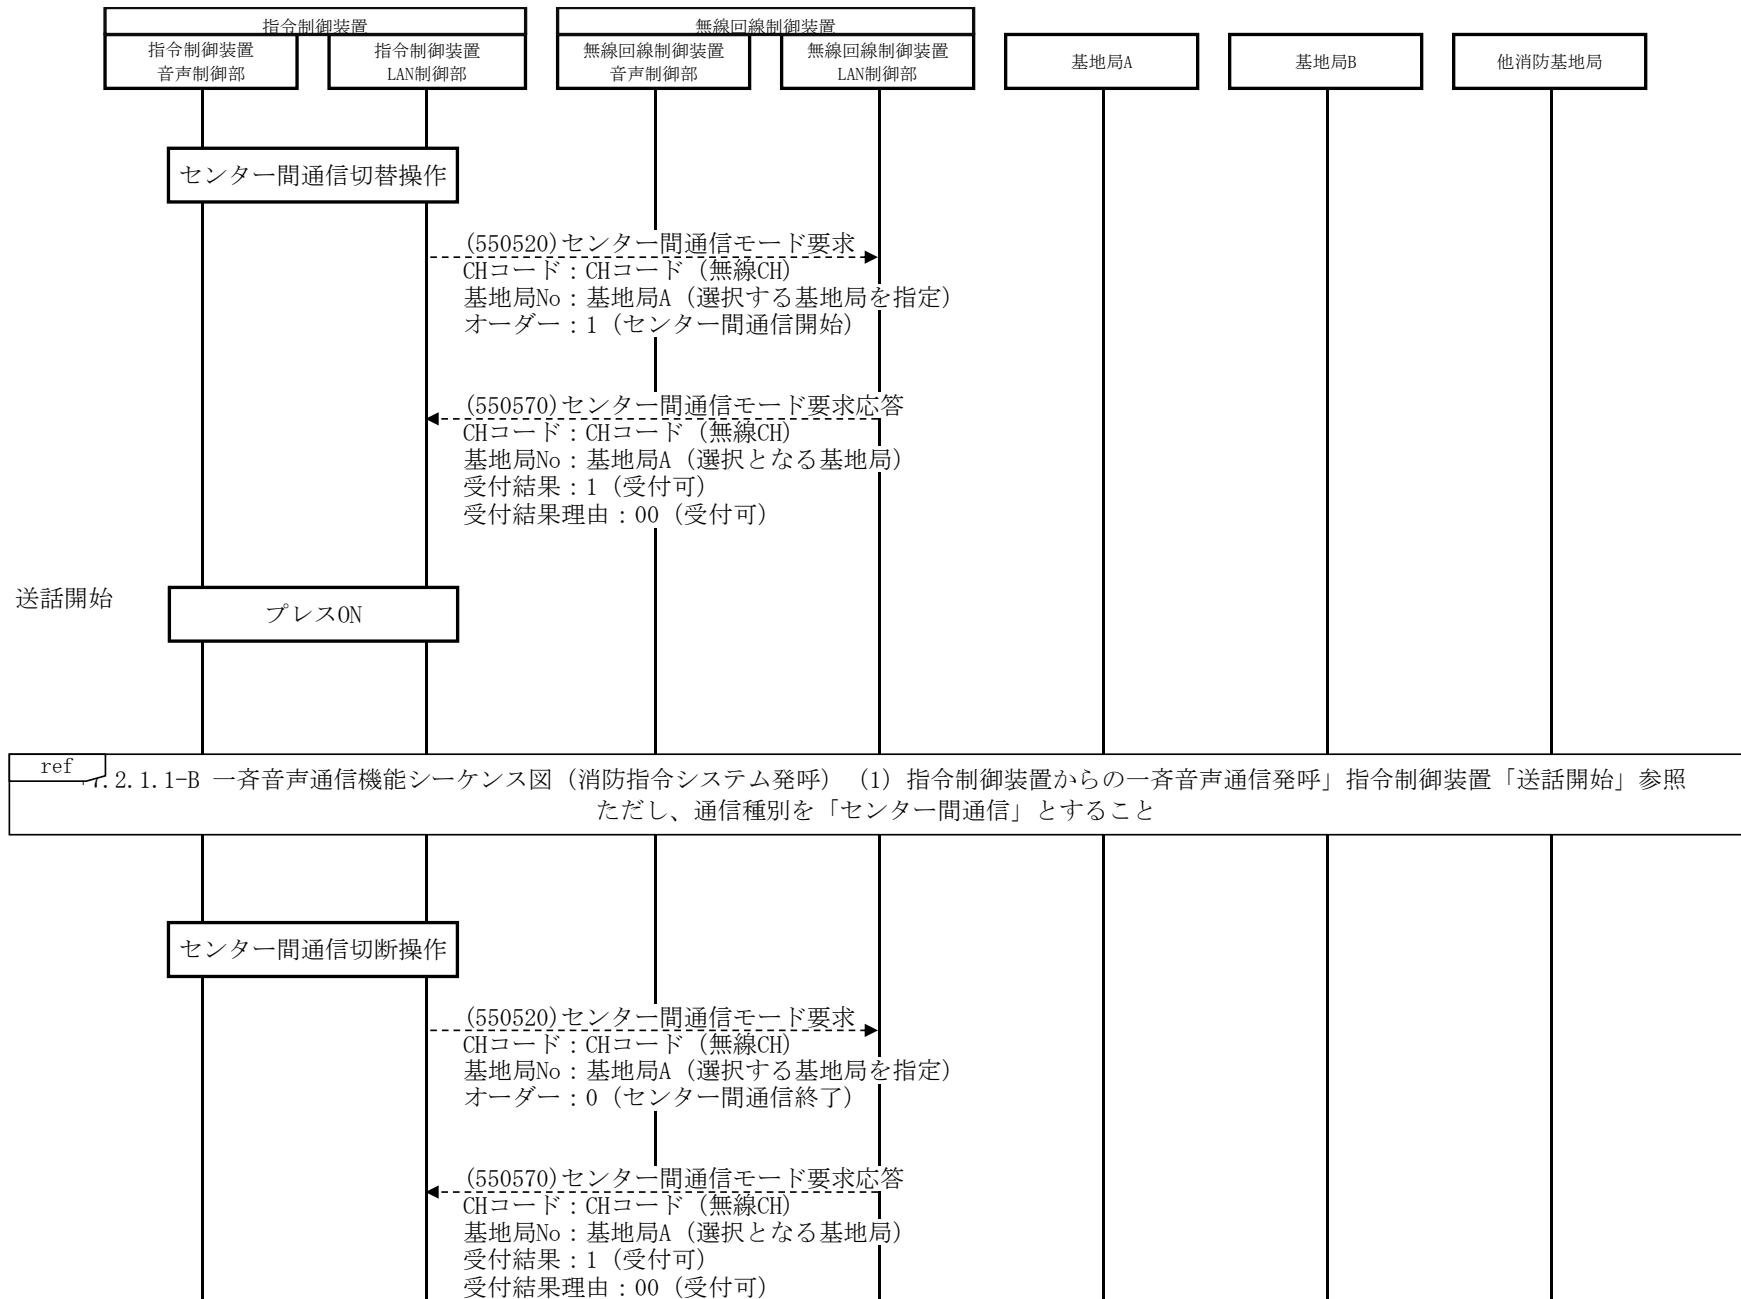 指令制御装置
無線回線制御装置
指令制御装置
音声制御部
指令制御装置
LAN制御部
無線回線制御装置
音声制御部
無線回線制御装置
LAN制御部
基地局A
基地局B
他消防基地局
センター間通信切替操作
(550520)センター間通信モード要求
CHコード：CHコード（無線CH）
基地局No：基地局A（選択する基地局を指定）
オーダー：1（センター間通信開始）
(550570)センター間通信モード要求応答
CHコード：CHコード（無線CH）
基地局No：基地局A（選択となる基地局）
受付結果：1（受付可）
受付結果理由：00（受付可）
送話開始
プレスON
ref
.2.1.1-B 一斉音声通信機能シーケンス図（消防指令システム発呼）（1）指令制御装置からの一斉音声通信発呼」指令制御装置「送話開始」参照
ただし、通信種別を「センター間通信」とすること
センター間通信切断操作
(550520)センター間通信モード要求
CHコード：CHコード（無線CH）
基地局No：基地局A（選択する基地局を指定）
オーダー：0（センター間通信終了）
(550570)センター間通信モード要求応答
CHコード：CHコード（無線CH）
基地局No：基地局A（選択となる基地局）
受付結果：1（受付可）
受付結果理由：00（受付可）